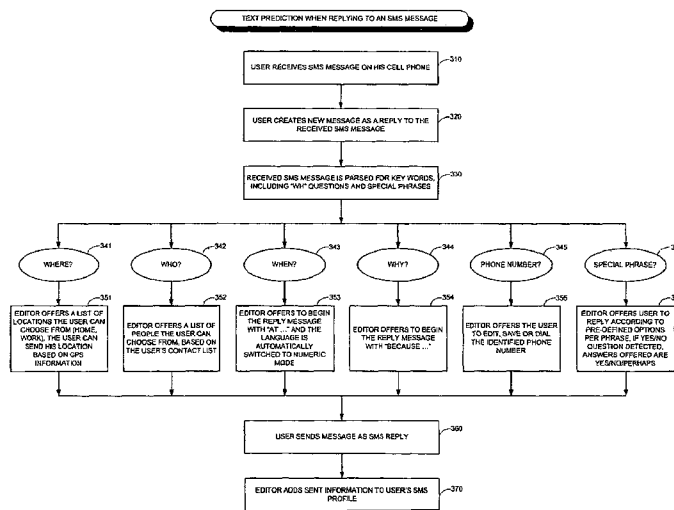 TEXT PREDICTION WHEN REPLYING TO AN SMS MESSAGE
310
USER RECEIVES SMS MESSAGE ON HIS CELL PHONE
320
USER CREATES NEW MESSAGE AS A REPLY TO THE
RECEIVED SMS MESSAGE
330
RECEIVED SMS MESSAGE IS PARSED FOR KEY WORDS,
INCLUDING "WH" QUESTIONS AND SPECIAL PHRASES
341
WHERE?
342
WHO?
343
WHEN?
344
WHY?
345
PHONE NUMBER?
SPECIAL PHRASE?
351
EDITOR OFFERS A LIST OF
LOCATIONS THE USER CAN
CHOOSE FROM (HOME,
WORK), THE USER CAN
SEND HIS LOCATION
BASED ON GPS
INFORMATION
352
EDITOR OFFERS A LIST OF
PEOPLE THE USER CAN
CHOOSE FROM, BASED ON
THE USER'S CONTACT LIST
353
EDITOR OFFERS TO BEGIN
THE REPLY MESSAGE
WITH "AT ..." AND THE
LANGUAGE IS
AUTOMATICALLY
SWITCHED TO NUMERIC
MODE
354
EDITOR OFFERS TO BEGIN
THE REPLY MESSAGE
WITH "BECAUSE ..."
355
EDITOR OFFERS THE USER
TO EDIT, SAVE OR DIAL
THE IDENTIFIED PHONE
NUMBER
EDITOR OFFERS USER TO
REPLY ACCORDING TO
PRE-DEFINED OPTIONS
PER PHRASE, IF YES/NO
QUESTION DETECTED,
ANSWERS OFFERED ARE
YES/NO/PERHAPS
360
USER SENDS MESSAGE AS SMS REPLY
370
EDITOR ADDS SENT INFORMATION TO USER'S SMS
PROFILE